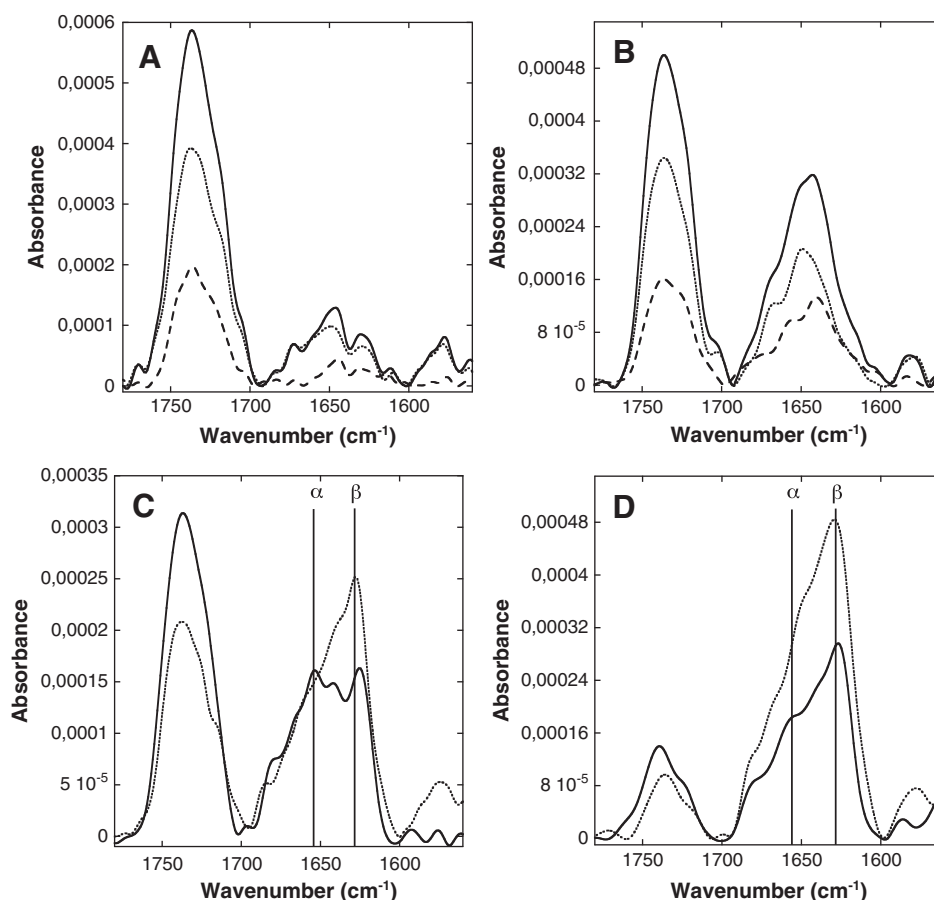 A
0,0006
0,0005
0,0004
0,0003
0,0002
0,0001
0
Absorbance
1750 1700 1650 1600
Wavenumber (cm-1)
B
0,00048
0,0004
0,00032
0,00024
0,00016
8 10-5
0
Absorbance
1750 1700 1650 1600
Wavenumber (cm-1)
C
α β
0,00035
0,0003
0,00025
0,0002
0,00015
0,0001
5 10-5
0
Absorbance
1750 1700 1650 1600
Wavenumber (cm-1)
D
α β
0,00048
0,0004
0,00032
0,00024
0,00016
8 10-5
0
Absorbance
1750 1700 1650 1600
Wavenumber (cm-1)